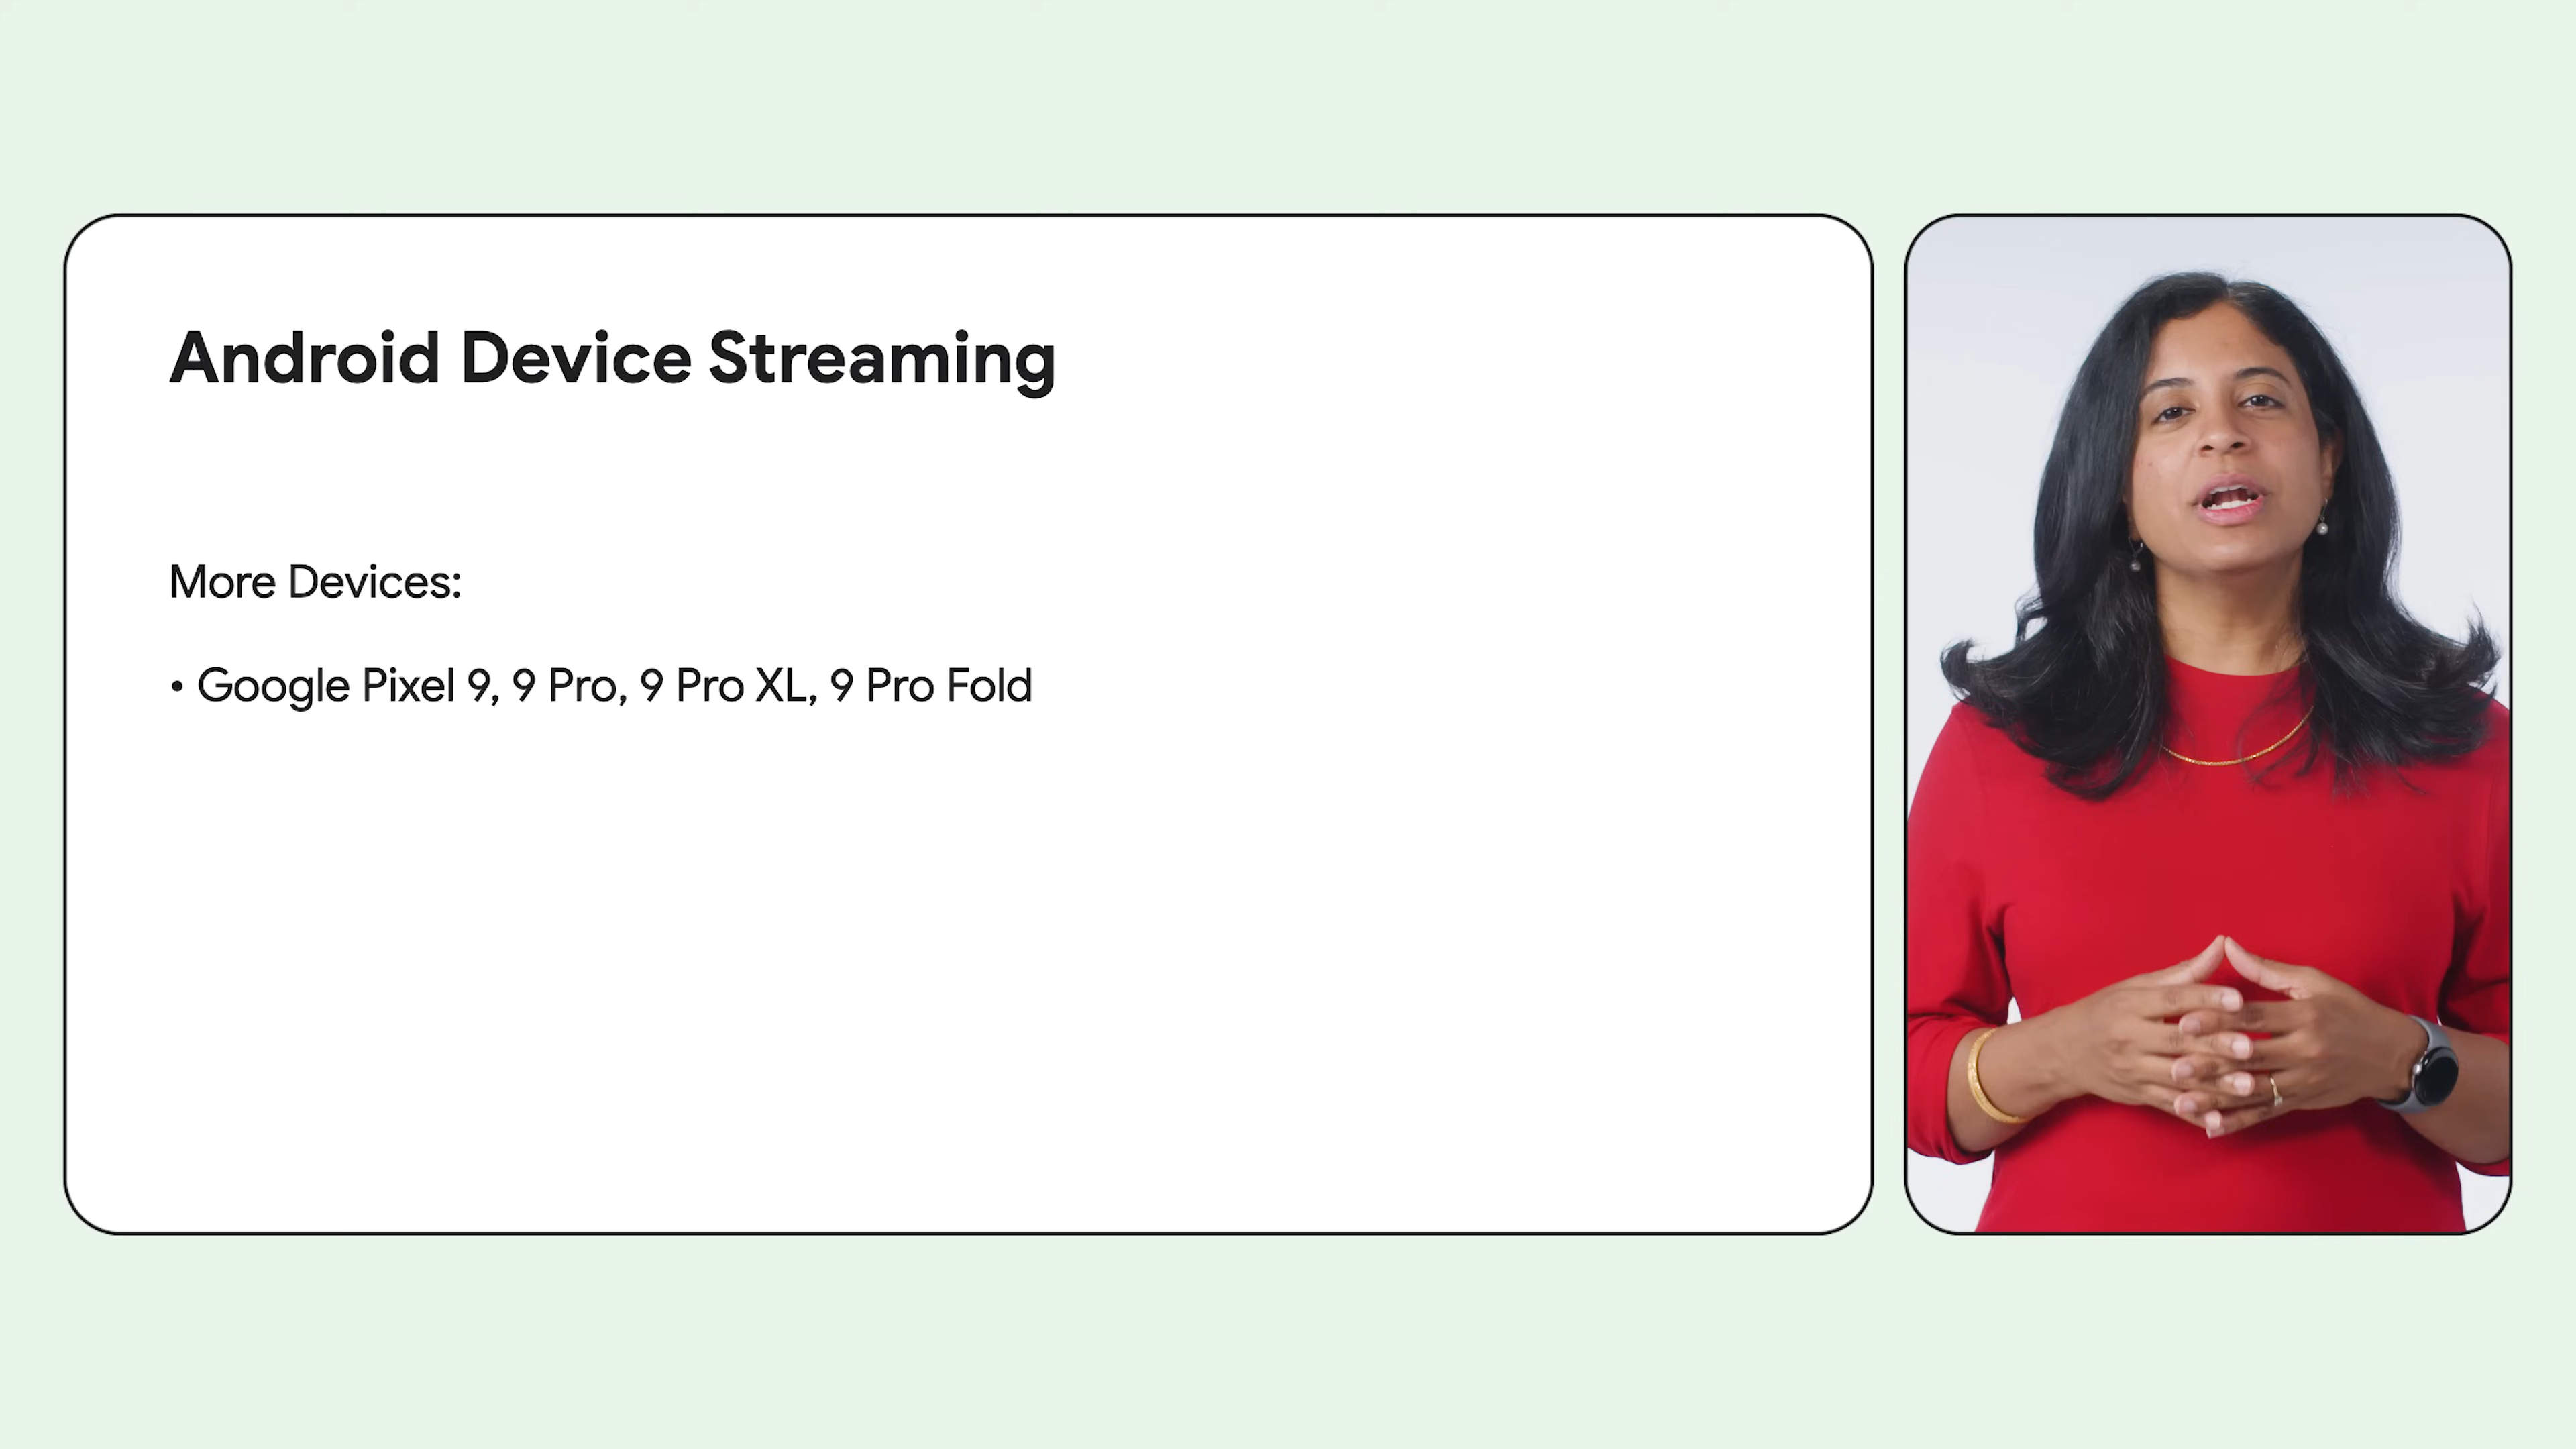 Android Device Streaming
More Devices:
• Google Pixel 9, 9 Pro, 9 Pro XL, 9 Pro Fold